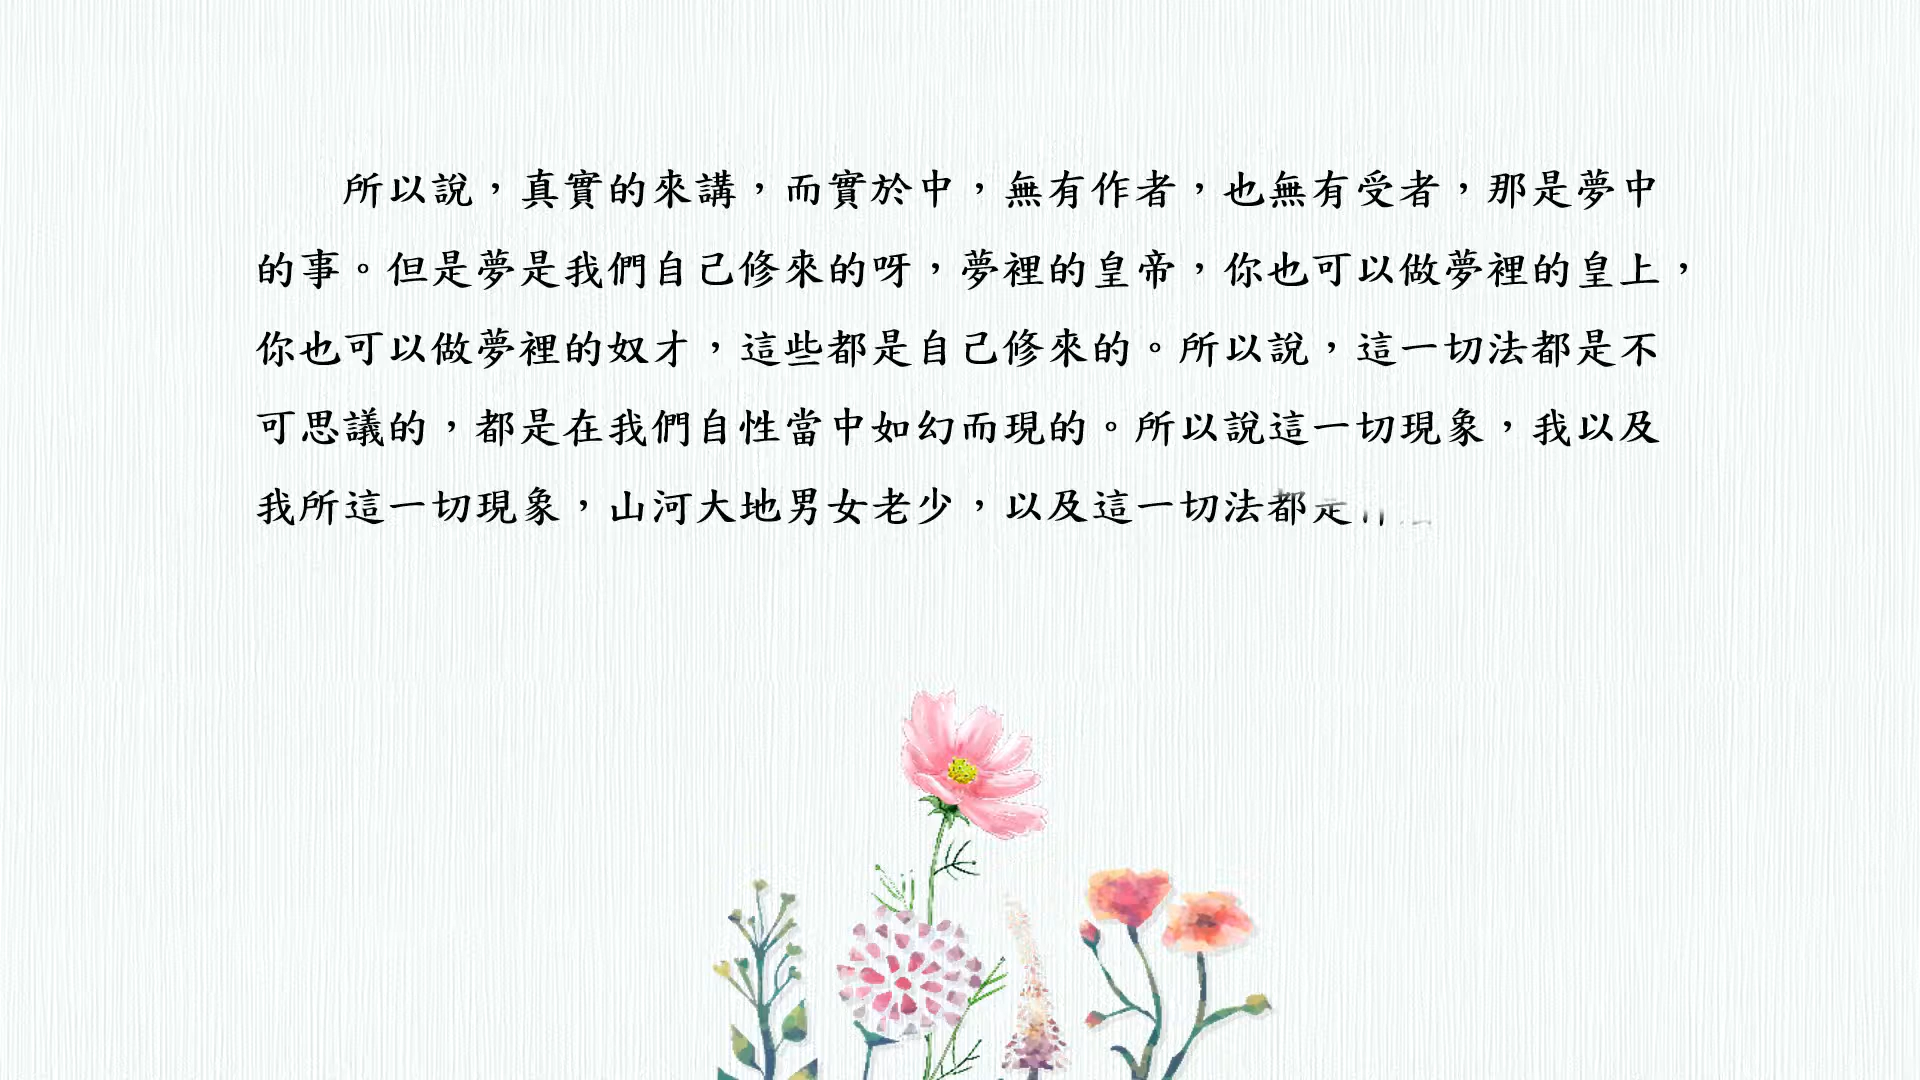 所以說，真實的來講，而實於中，無有作者，也無有受者，那是夢中
的事。但是夢是我們自己修來的呀，夢裡的皇帝，你也可以做夢裡的皇上，
你也可以做夢裡的奴才，這些都是自己修來的。所以說，這一切法都是不
可思議的，都是在我們自性當中如幻而現的。所以說這一切現象，我以及
我所這一切現象，山河大地男女老少，以及這一切法都是